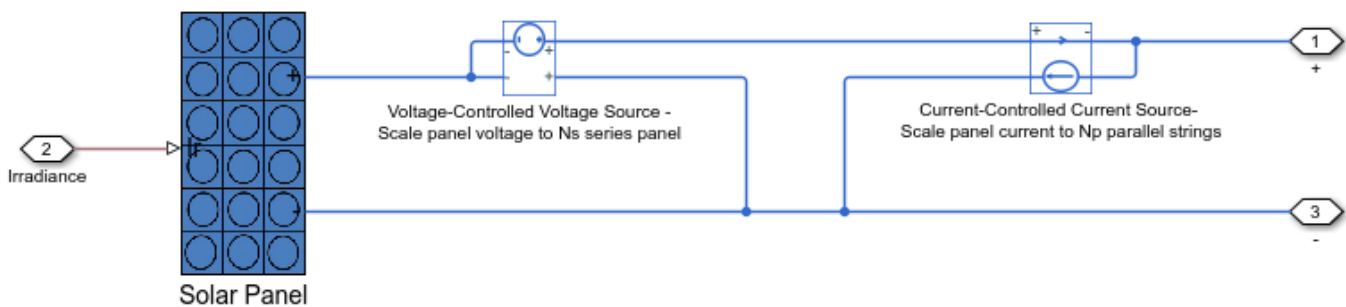 2
Irradiance
Ir
+
-
Solar Panel
-
+
-
+
Voltage-Controlled Voltage Source -
Scale panel voltage to Ns series panel
+
-
Current-Controlled Current Source-
Scale panel current to Np parallel strings
1
+
3
-